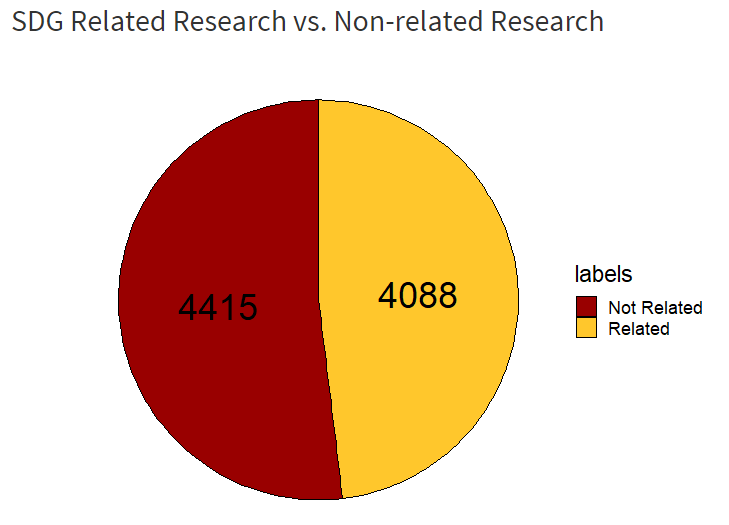 SDG Related Research vs. Non-related Research
4415
4088
labels
Not Related
Related